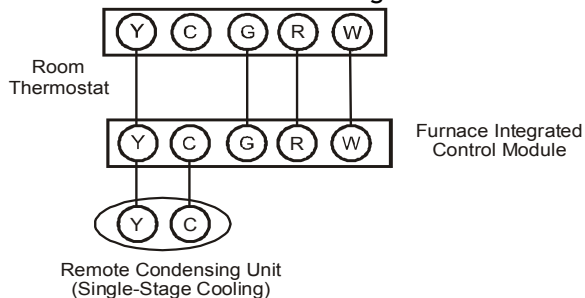 Y C G R W
Room
Thermostat
Y C G R W
Furnace Integrated
Control Module
Y C
Remote Condensing Unit
(Single-Stage Cooling)